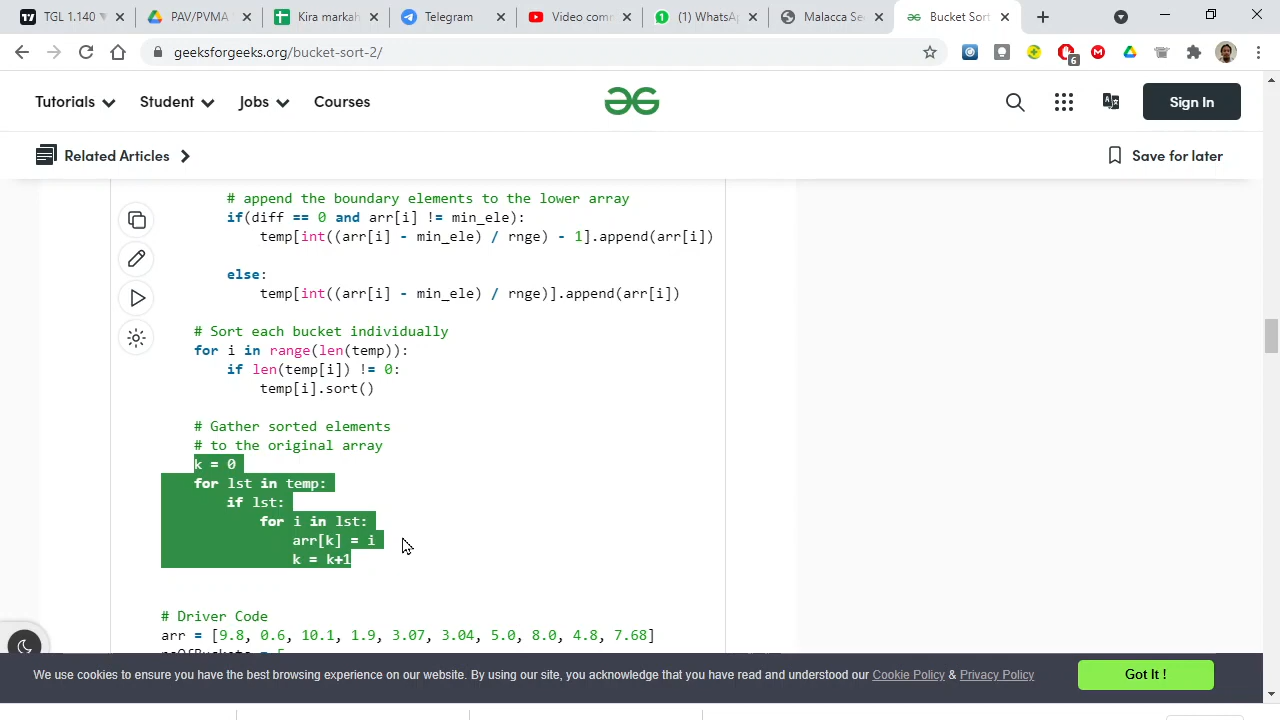 TGL 1.140
PAV/PVMA
Kira markah
Telegram
Video comm
(1) WhatsA
Malacca Se
Bucket Sort
geeksforgeeks.org/bucket-sort-2/
6
Tutorials
Student
Jobs
Courses
Sign In
Related Articles
Save for later
# append the boundary elements to the lower array
if(diff == 0 and arr[i] != min_ele):
temp[int((arr[i] - min_ele) / rnge) - 1].append(arr[i])
else:
temp[int((arr[i] - min_ele) / rnge)].append(arr[i])
# Sort each bucket individually
for i in range(len(temp)):
if len(temp[i]) != 0:
temp[i].sort()
# Gather sorted elements
# to the original array
k = 0
for lst in temp:
if lst:
for i in lst:
arr[k] = i
k = k+1
# Driver Code
arr = [9.8, 0.6, 10.1, 1.9, 3.07, 3.04, 5.0, 8.0, 4.8, 7.68]
We use cookies to ensure you have the best browsing experience on our website. By using our site, you acknowledge that you have read and understood our Cookie Policy & Privacy Policy
Got It !